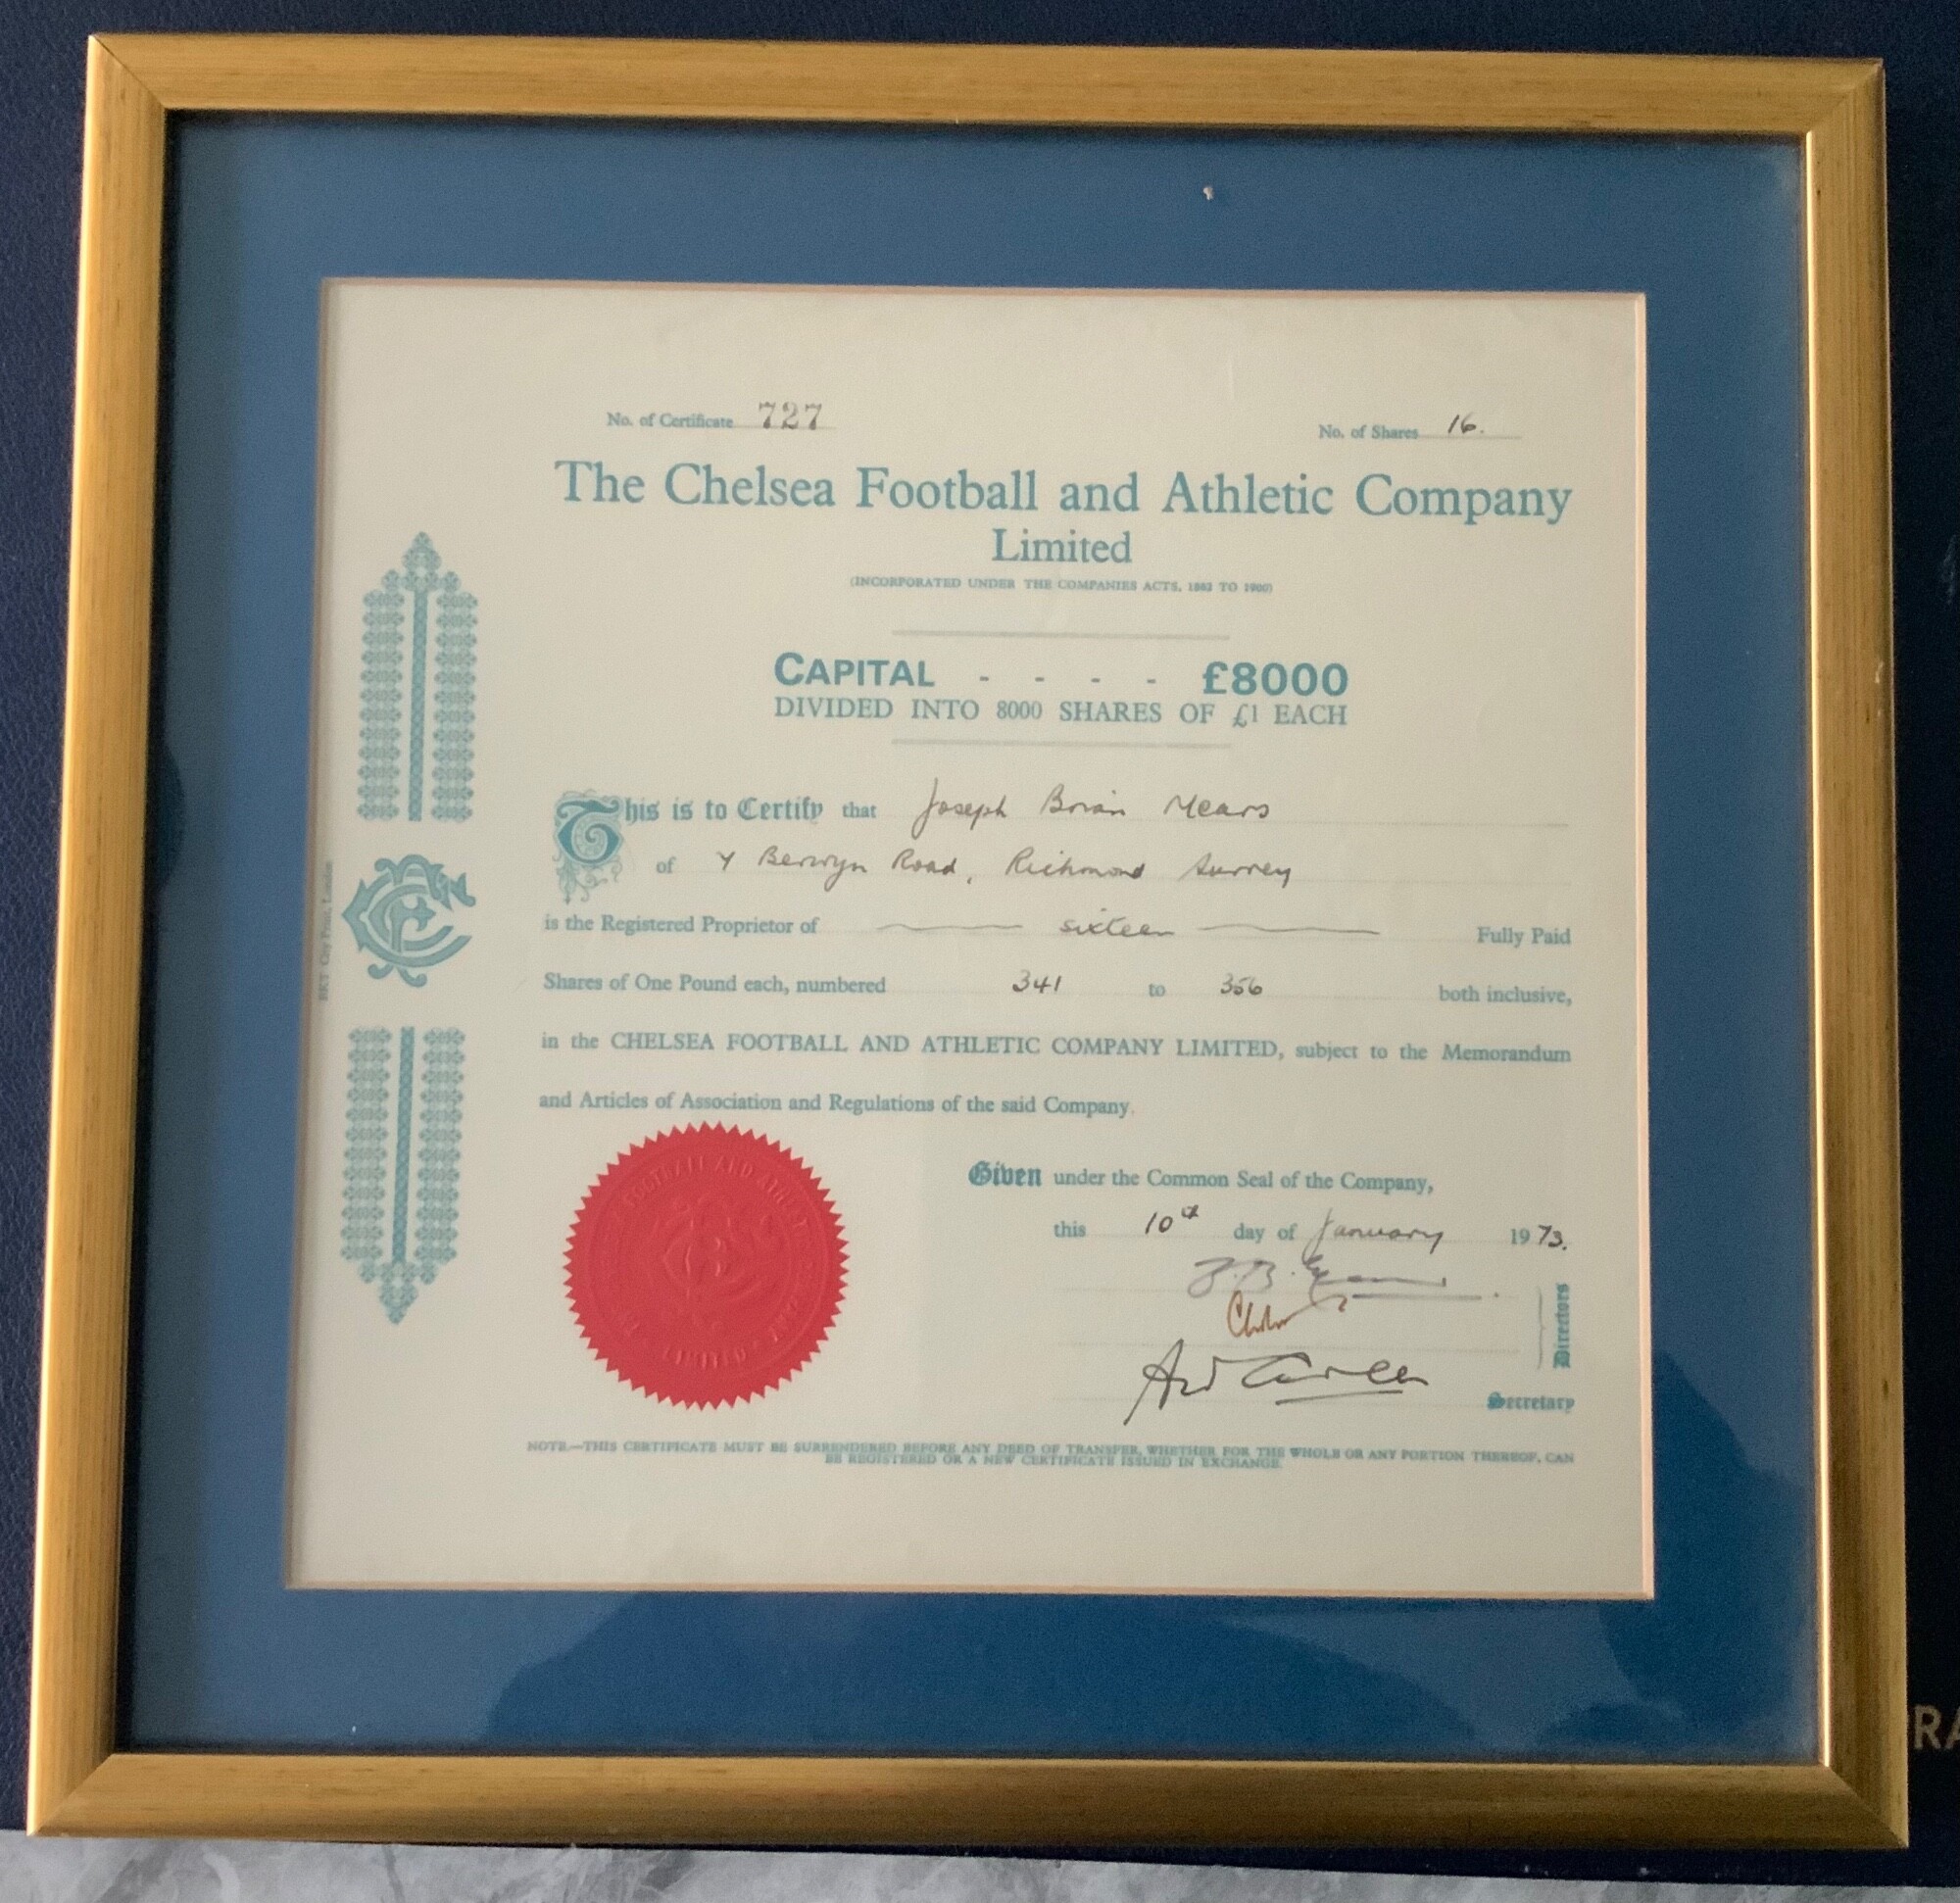 No. of Certificate 727
No. of Shares 16.
The Chelsea Football and Athletic Company
Limited
(INCORPORATED UNDER THE COMPANIES ACTS, 1862 TO 1900)
CAPITAL - - - - £8000
DIVIDED INTO 8000 SHARES OF £1 EACH
This is to Certify that Joseph Brian Mears
of Berwyn Road, Richmond Surrey
is the Registered Proprietor of sixteen Fully Paid
Shares of One Pound each, numbered 341 to 356 both inclusive,
in the CHELSEA FOOTBALL AND ATHLETIC COMPANY LIMITED, subject to the Memorandum
and Articles of Association and Regulations of the said Company.
Given under the Common Seal of the Company,
this 10th day of January 1973.
Directors
Secretary
FOOTBALL AND
LIMITED
NOTE.—THIS CERTIFICATE MUST BE SURRENDERED BEFORE ANY DEED OF TRANSFER, WHETHER FOR THE WHOLE OR ANY PORTION THEREOF, CAN
BE REGISTERED OR A NEW CERTIFICATE ISSUED IN EXCHANGE.
RA